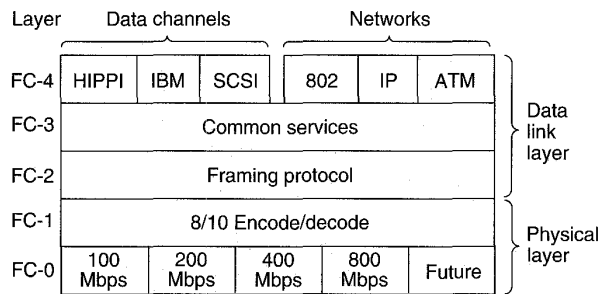 Layer Data channels Networks
FC-4 HIPPI IBM SCSI 802 IP ATM
FC-3 Common services
Data
link
layer
FC-2 Framing protocol
FC-1 8/10 Encode/decode
Physical
layer
FC-0 100 Mbps 200 Mbps 400 Mbps 800 Mbps Future